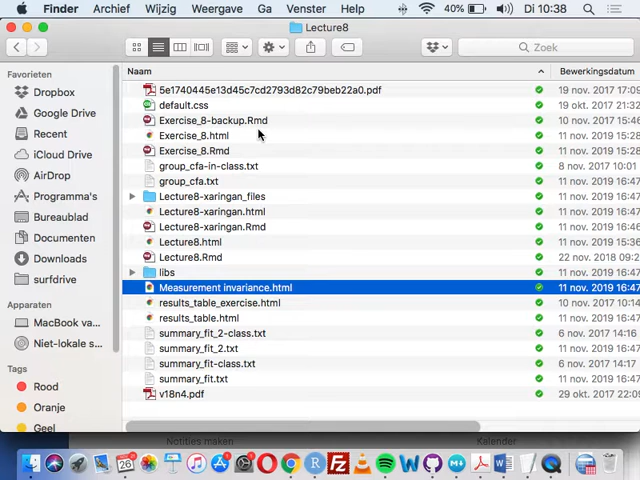 Finder Archief Wijzig Weergave Ga Venster Help 40% Di 10:38
Lecture8
Zoek
Naam Bewerkingsdatum
Favorieten
Dropbox
Google Drive
Recent
iCloud Drive
AirDrop
Programma's
Bureaublad
Documenten
Downloads
surfdrive
Apparaten
MacBook va...
Niet-lokale s...
Tags
Rood
Oranje
Geel
5e1740445e13d45c7cd2793d82c79beb22a0.pdf 19 nov. 2017 17:09
default.css 19 okt. 2017 21:32
Exercise_8-backup.Rmd 10 nov. 2017 15:46
Exercise_8.html 11 nov. 2019 15:28
Exercise_8.Rmd 11 nov. 2019 15:28
group_cfa-in-class.txt 8 nov. 2017 10:01
group_cfa.txt 11 nov. 2019 16:47
Lecture8-xaringan_files 11 nov. 2019 16:47
Lecture8-xaringan.html 11 nov. 2019 16:47
Lecture8-xaringan.Rmd 11 nov. 2019 16:47
Lecture8.html 11 nov. 2019 15:36
Lecture8.Rmd 22 nov. 2018 09:2
libs 11 nov. 2019 16:47
Measurement invariance.html 11 nov. 2019 16:47
results_table_exercise.html 10 nov. 2017 10:14
results_table.html 11 nov. 2019 16:47
summary_fit_2-class.txt 6 nov. 2017 12:14
summary_fit_2.txt 11 nov. 2019 16:47
summary_fit-class.txt 6 nov. 2017 12:14
summary_fit.txt 11 nov. 2019 16:47
v18n4.pdf 29 okt. 2017 22:09
Notities maken Kalender
26